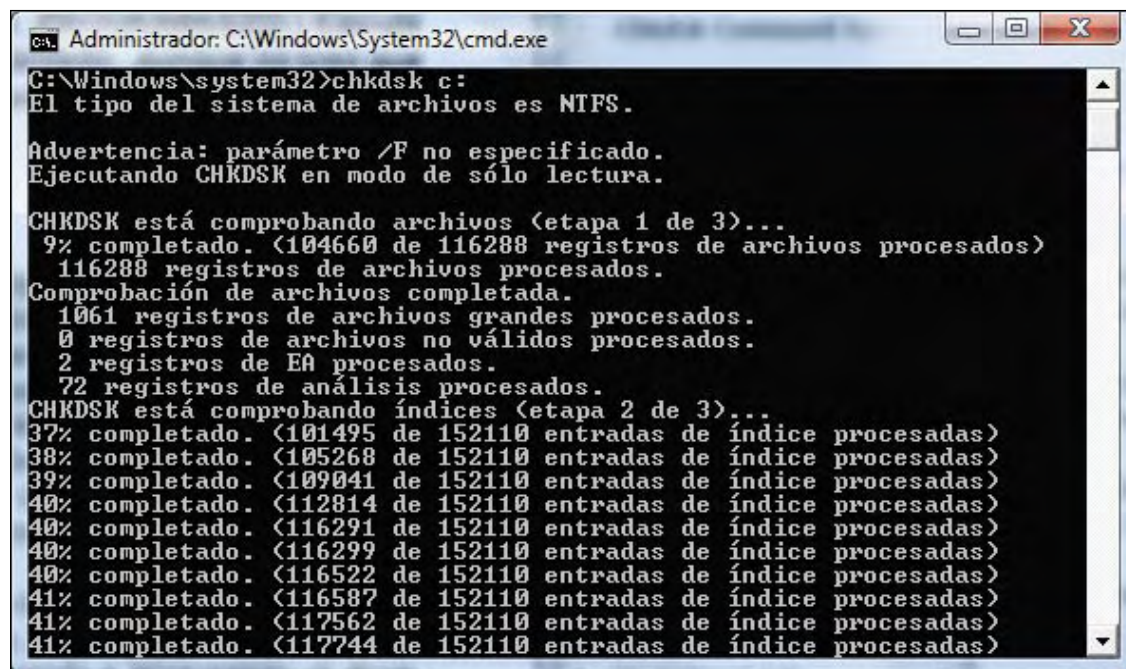 Administrador: C:\Windows\System32\cmd.exe
C:\Windows\system32>chkdsk c:
El tipo del sistema de archivos es NTFS.
Advertencia: parámetro /F no especificado.
Ejecutando CHKDSK en modo de sólo lectura.
CHKDSK está comprobando archivos (etapa 1 de 3)...
9% completado. (104660 de 116288 registros de archivos procesados)
116288 registros de archivos procesados.
Comprobación de archivos completada.
1061 registros de archivos grandes procesados.
0 registros de archivos no válidos procesados.
2 registros de EA procesados.
72 registros de análisis procesados.
CHKDSK está comprobando índices (etapa 2 de 3)...
37% completado. (101495 de 152110 entradas de índice procesadas)
38% completado. (105268 de 152110 entradas de índice procesadas)
39% completado. (109041 de 152110 entradas de índice procesadas)
40% completado. (112814 de 152110 entradas de índice procesadas)
40% completado. (116291 de 152110 entradas de índice procesadas)
40% completado. (116299 de 152110 entradas de índice procesadas)
40% completado. (116522 de 152110 entradas de índice procesadas)
41% completado. (116587 de 152110 entradas de índice procesadas)
41% completado. (117562 de 152110 entradas de índice procesadas)
41% completado. (117744 de 152110 entradas de índice procesadas)